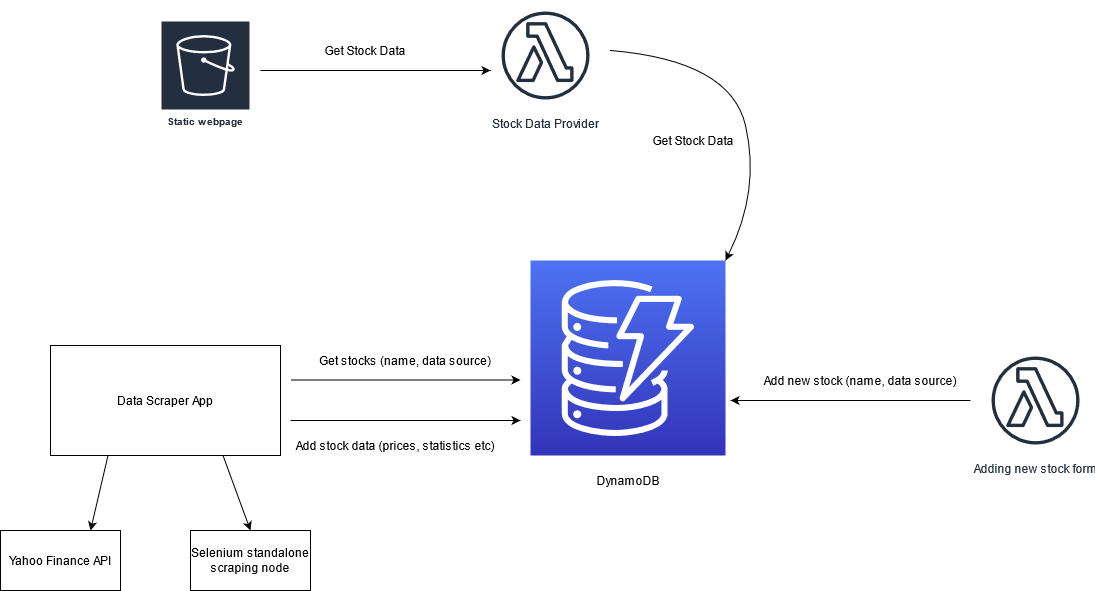 Get Stock Data
Static webpage
Stock Data Provider
Get Stock Data
Get stocks (name, data source)
Add new stock (name, data source)
Data Scraper App
Add stock data (prices, statistics etc)
Adding new stock form
DynamoDB
Yahoo Finance API
Selenium standalone
scraping node